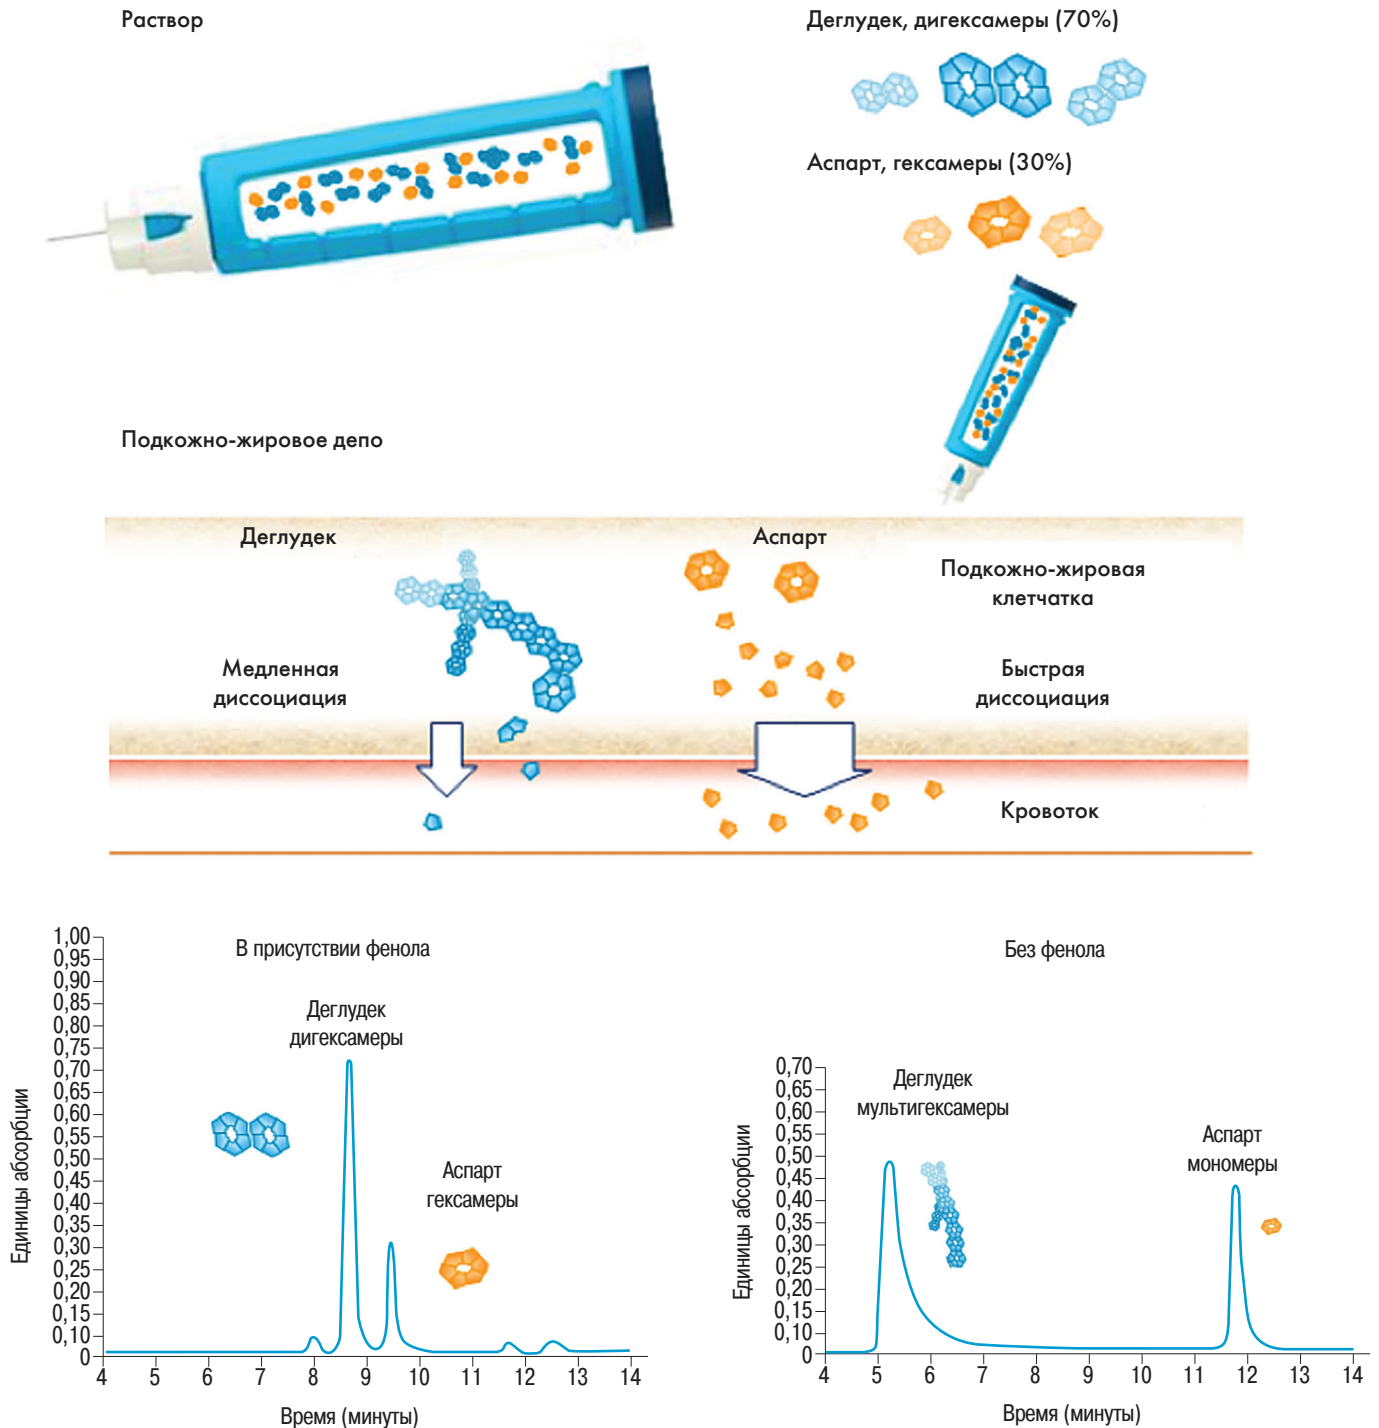 Раствор
Деглудек, дигексамеры (70%)
Аспарт, гексамеры (30%)
Подкожно-жировое депо
Деглудек
Аспарт
Подкожно-жировая
клетчатка
Медленная
диссоциация
Быстрая
диссоциация
Кровоток
В присутствии фенола
Единицы абсорбции
1,00
0,95
0,90
0,85
0,80
0,75
0,70
0,65
0,60
0,55
0,50
0,45
0,40
0,35
0,30
0,25
0,20
0,15
0,10
0
Деглудек
дигексамеры
Аспарт
гексамеры
4 5 6 7 8 9 10 11 12 13 14
Время (минуты)
Без фенола
Единицы абсорбции
0,70
0,65
0,60
0,55
0,50
0,45
0,40
0,35
0,30
0,25
0,20
0,15
0,10
0
Деглудек
мультигексамеры
Аспарт
мономеры
4 5 6 7 8 9 10 11 12 13 14
Время (минуты)